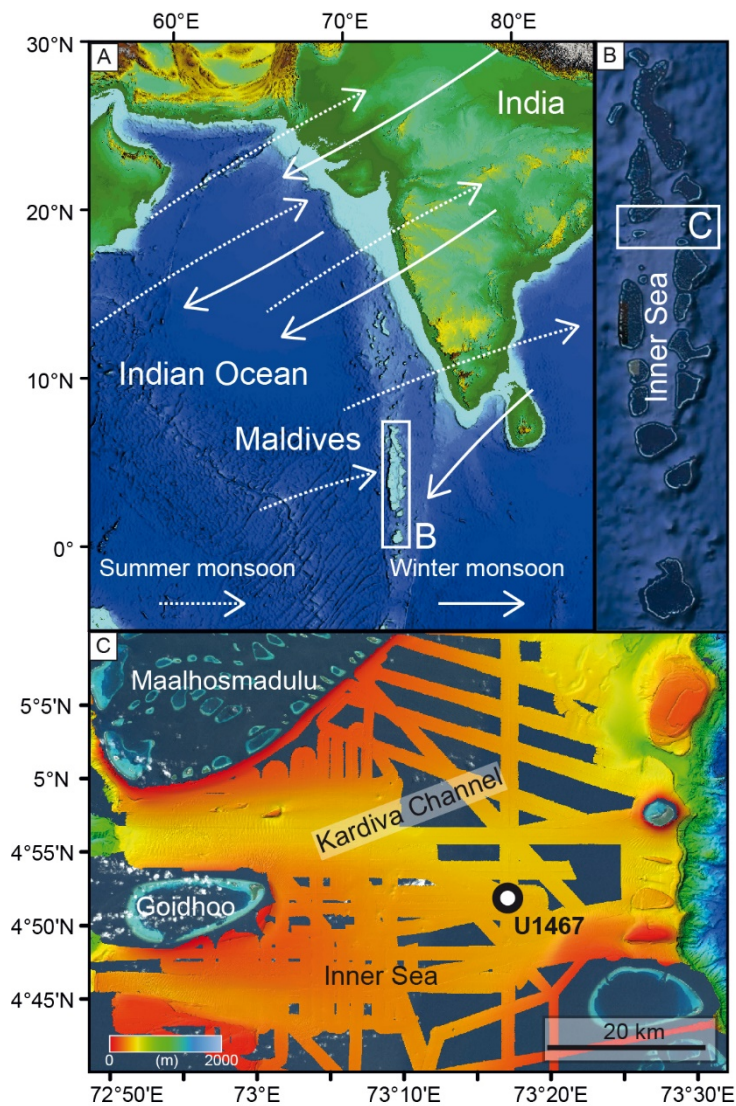 60°E
70°E
80°E
30°N
20°N
10°N
0°
A
India
Indian Ocean
Maldives
B
Summer monsoon
Winter monsoon
B
C
Inner Sea
C
Maalhosmadulu
5°5'N
5°N
4°55'N
4°50'N
4°45'N
Kardiva Channel
Goidhoo
U1467
Inner Sea
20 km
0 (m) 2000
72°50'E
73°E
73°10'E
73°20'E
73°30'E